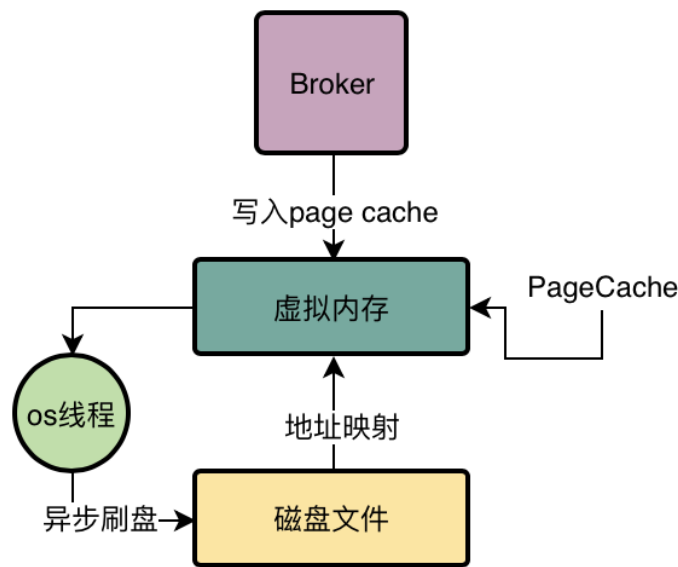 Broker
写入page cache
PageCache
虚拟内存
os线程
地址映射
异步刷盘
磁盘文件